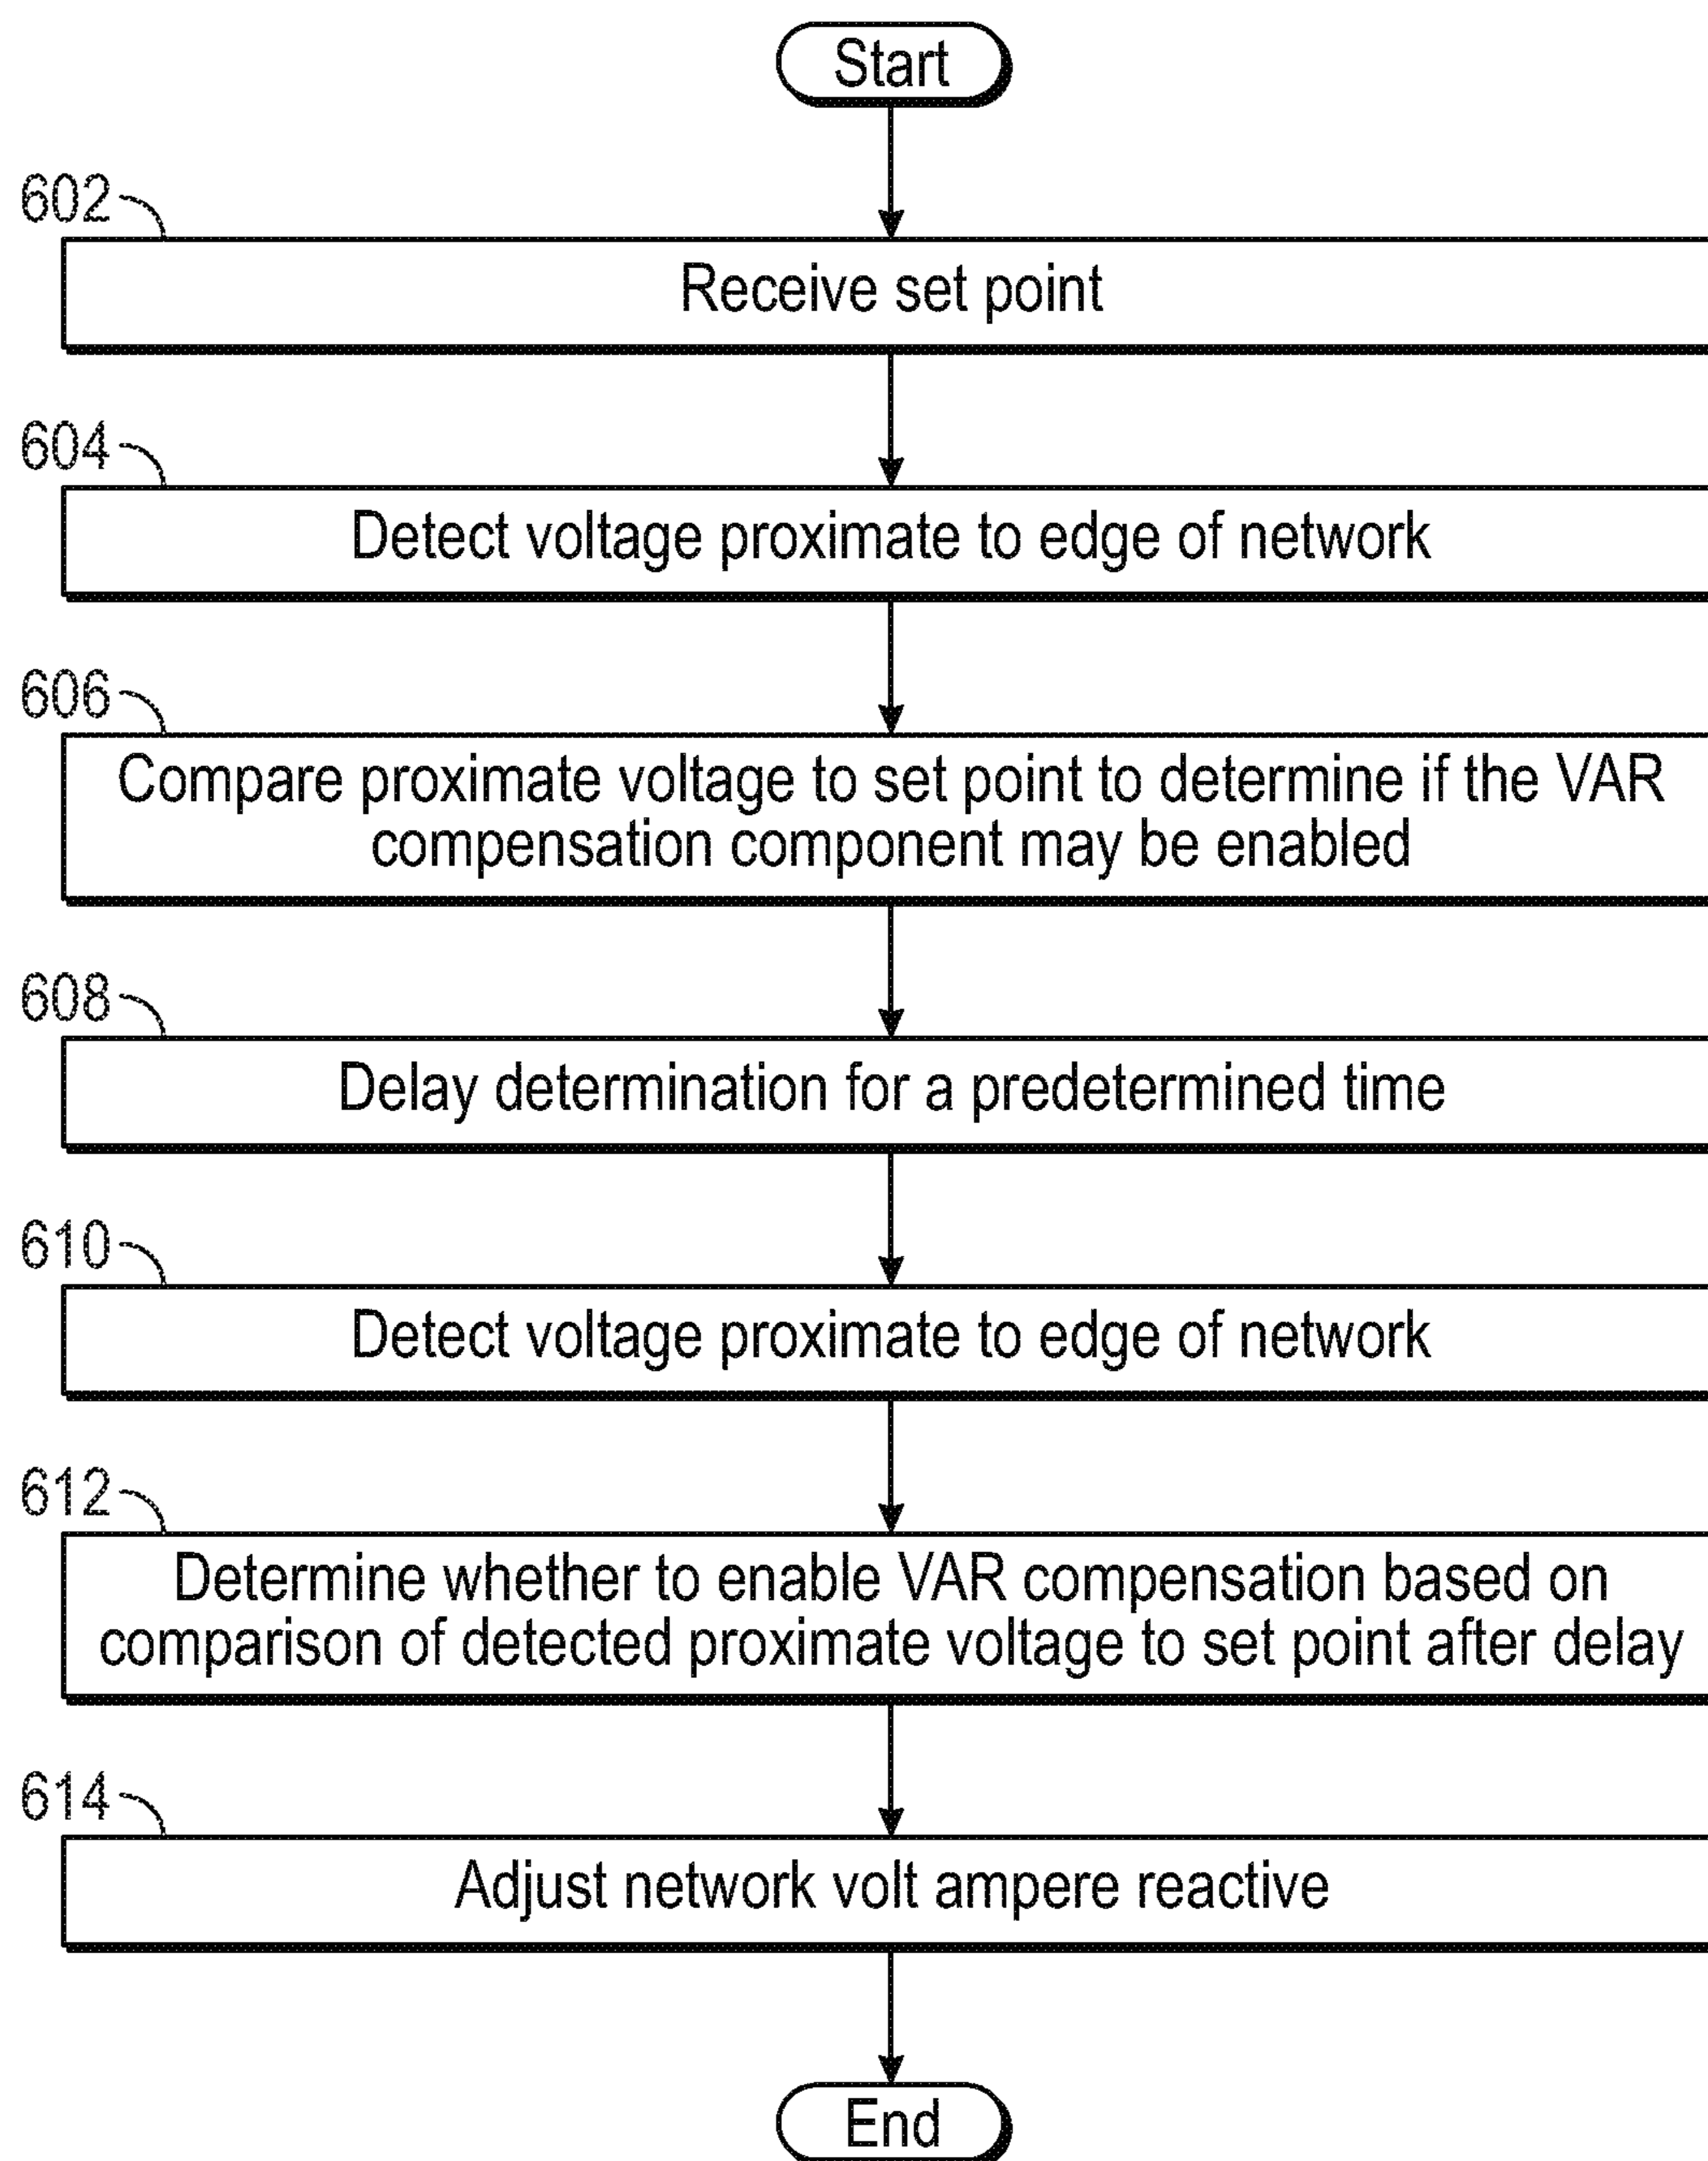 Start
602
Receive set point
604
Detect voltage proximate to edge of network
606
Compare proximate voltage to set point to determine if the VAR
compensation component may be enabled
608
Delay determination for a predetermined time
610
Detect voltage proximate to edge of network
612
Determine whether to enable VAR compensation based on
comparison of detected proximate voltage to set point after delay
614
Adjust network volt ampere reactive
End